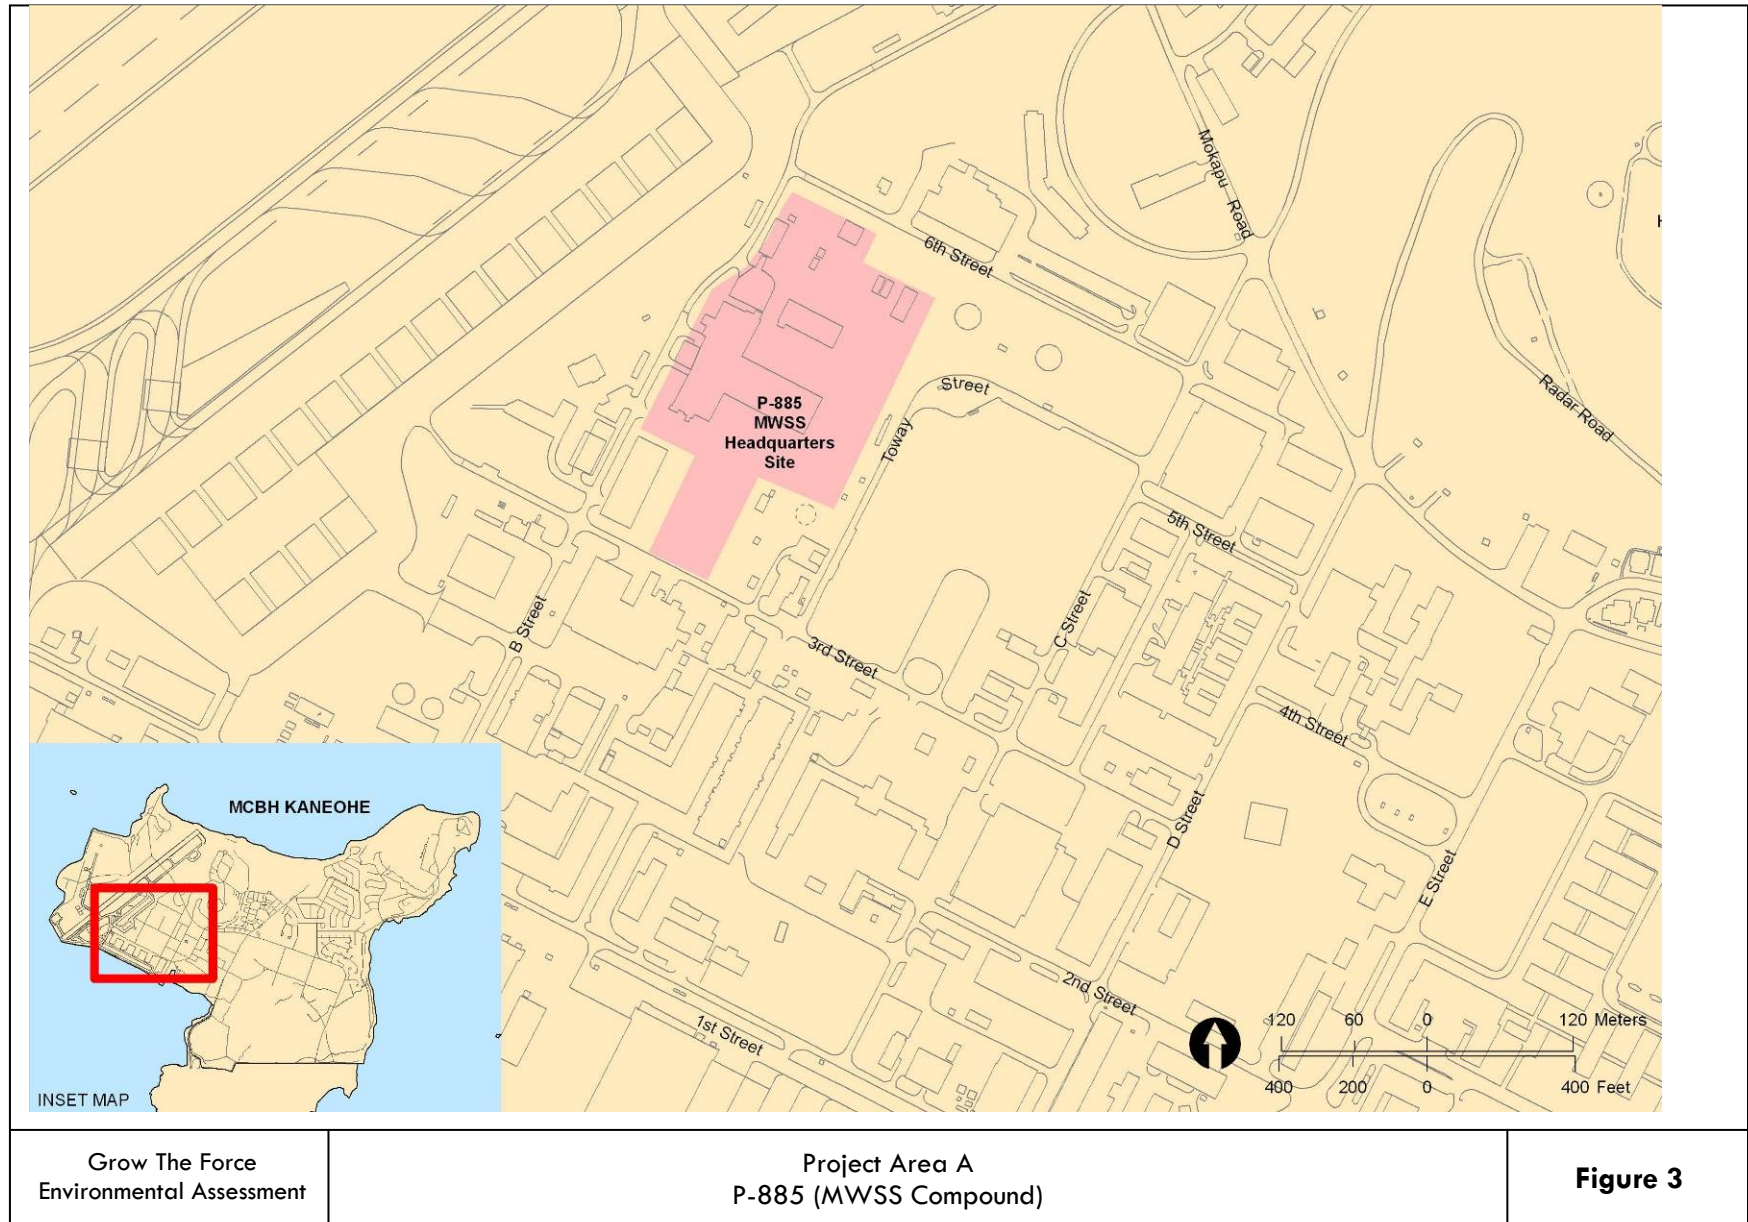 Mokapu Road
6th Street
Radar Road
Street
P-885
MWSS
Headquarters
Site
Toway
5th Street
B Street
C Street
3rd Street
4th Street
MCBH KANEOHE
D Street
E Street
2nd Street
1st Street
120 60 0 120 Meters
400 200 0 400 Feet
INSET MAP
Grow The Force
Environmental Assessment
Project Area A
P-885 (MWSS Compound)
Figure 3